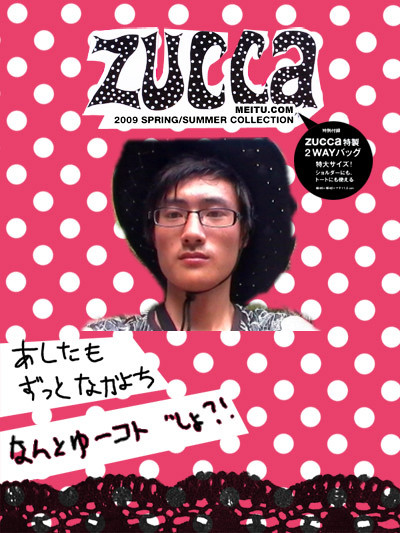 zucca
MEITU.COM
2009 SPRING/SUMMER COLLECTION
特別付録
zucca特製
2WAYバッグ
特大サイズ!
ショルダーにも、
トートにも使える
あしたも
ずっとなかよち
なんとゆーコト〝しょ?!